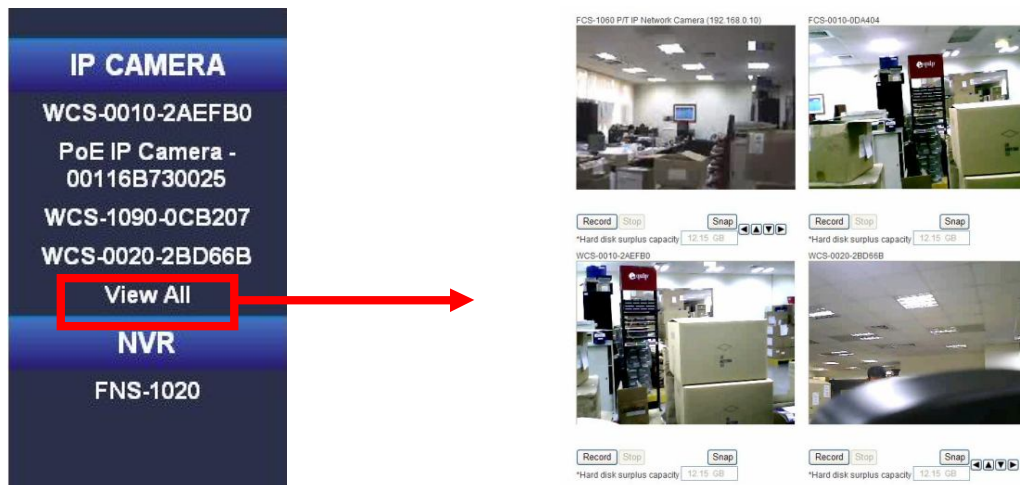 IP CAMERA
WCS-0010-2AEFB0
PoE IP Camera -
00116B730025
WCS-1090-0CB207
WCS-0020-2BD66B
View All
NVR
FNS-1020
FCS-1060 P/T IP Network Camera (192.168.0.10)
FCS-0010-0DA404
equip
Record Stop Snap
*Hard disk surplus capacity 12.15 GB
Record Stop Snap
*Hard disk surplus capacity 12.15 GB
WCS-0010-2AEFB0
WCS-0020-2BD66B
equip
Record Stop Snap
*Hard disk surplus capacity 12.15 GB
Record Stop Snap
*Hard disk surplus capacity 12.15 GB